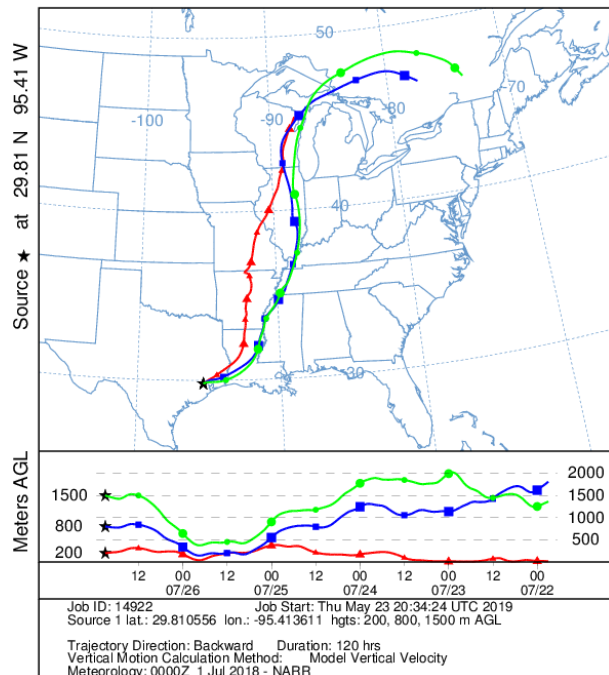 Source ★ at 29.81 N 95.41 W
50
-100
-90
-80
-70
40
-90
30
Meters AGL
2000
1500
1500
1000
800
500
200
12 00 12 00 12 00 12 00 12 00
07/26 07/25 07/24 07/23 07/22
Job ID: 14922 Job Start: Thu May 23 20:34:24 UTC 2019
Source 1 lat.: 29.810556 lon.: -95.413611 hgts: 200, 800, 1500 m AGL
Trajectory Direction: Backward Duration: 120 hrs
Vertical Motion Calculation Method: Model Vertical Velocity
Meteorology: 0000Z 1 Jul 2018 - NARR